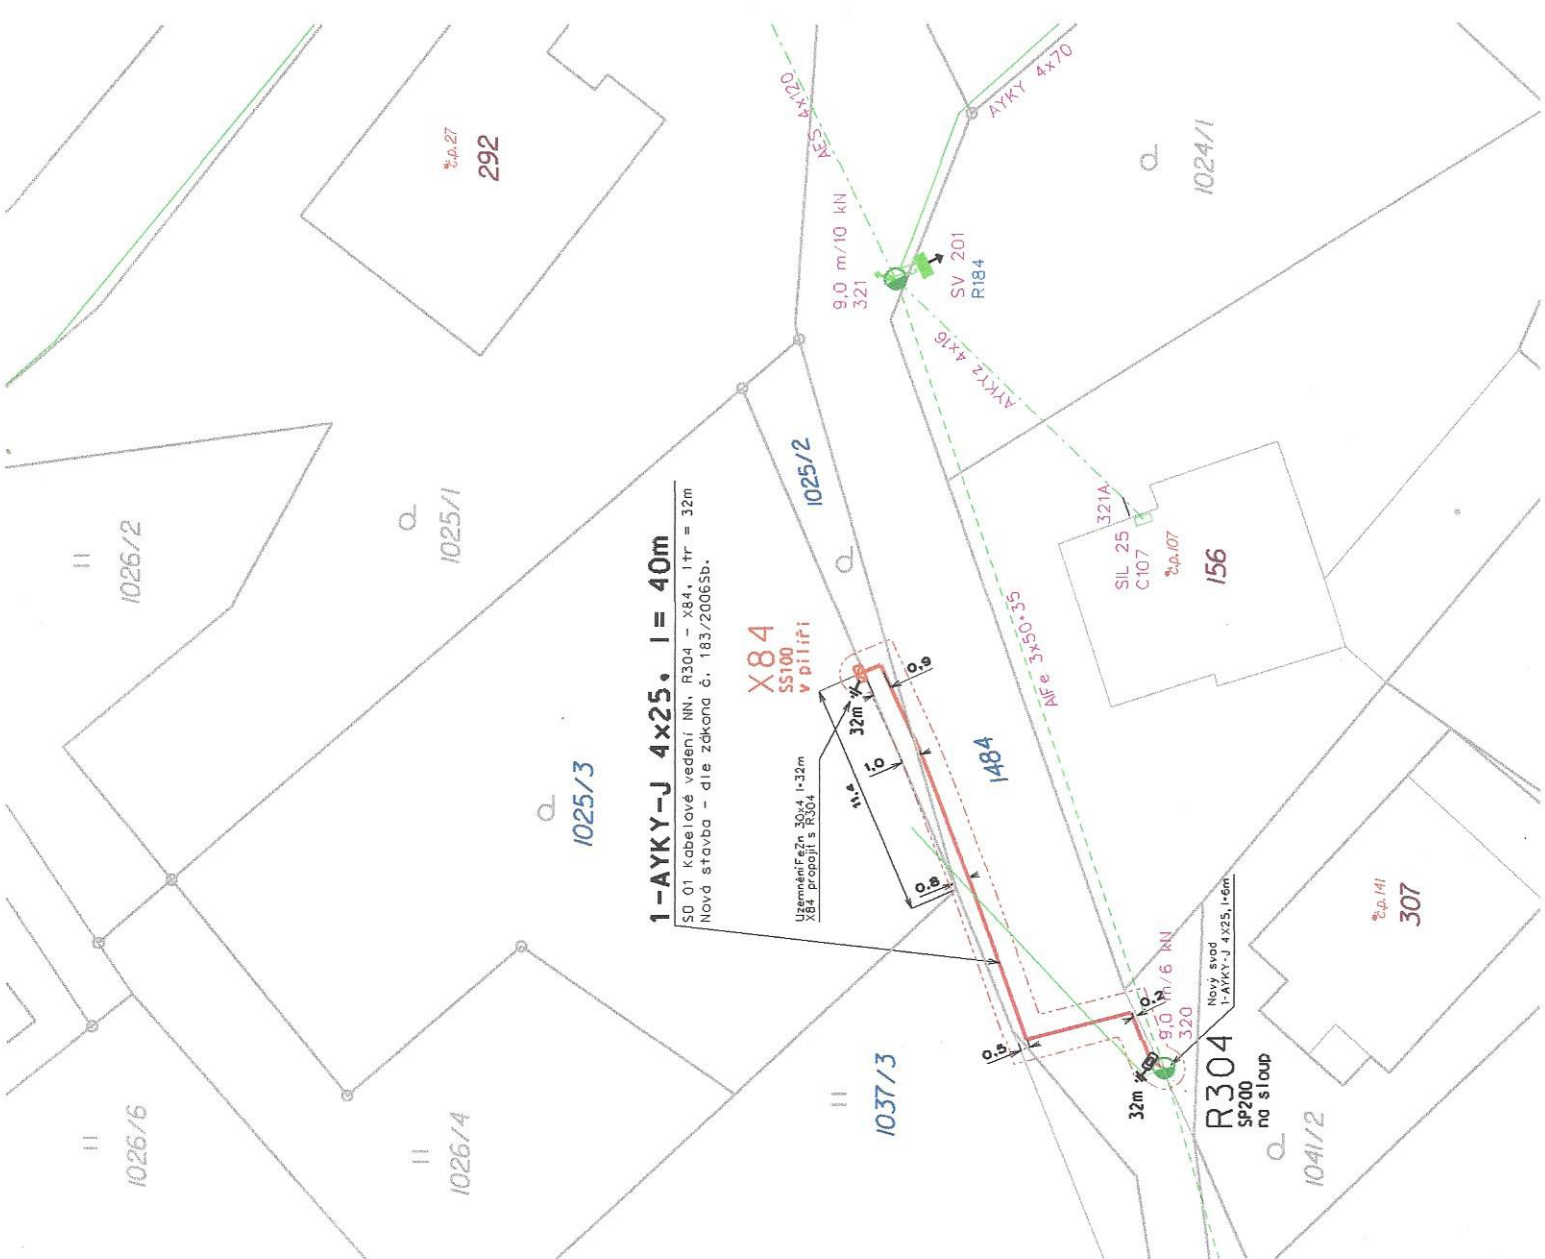 AES 4x120
AYKY 4x70
č.p.27
292
1024/1
9,0 m/10 kN
321
SV 201
R184
AYKYz 4x16
1025/2
1026/2
1025/1
321A
SIL 25
C107
č.p.107
156
1-AYKY-J 4x25. l= 40m
SO 01 Kabelové vedení NN. R304 - X84. ltr = 32m
Nová stavba - dle zákona č. 183/2006Sb.
X84
SS100
v pilíři
AlFe 3x50+35
0,9
32m
1,0
11,4
1484
UzemněníFeZn 30x4 l-32m
X84 propojit s R304
1025/3
0,8
č.p.141
307
0,5
0,2
9,0 m/6 kN
320
Nový svod
1-AYKY-J 4X25, l=6m
R304
SP200
na sloup
32m
1037/3
1026/6
1026/4
1041/2